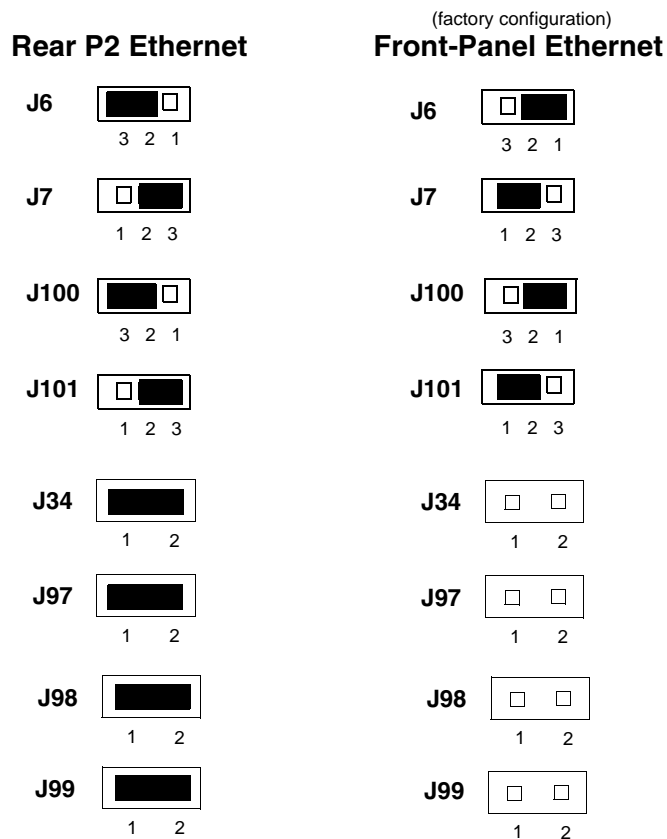 (factory configuration)
Rear P2 Ethernet Front-Panel Ethernet
J6 J6
3 2 1 3 2 1
J7 J7
1 2 3 1 2 3
J100 J100
3 2 1 3 2 1
J101 J101
1 2 3 1 2 3
J34 J34
1 2 1 2
J97 J97
1 2 1 2
J98 J98
1 2 1 2
J99 J99
1 2 1 2